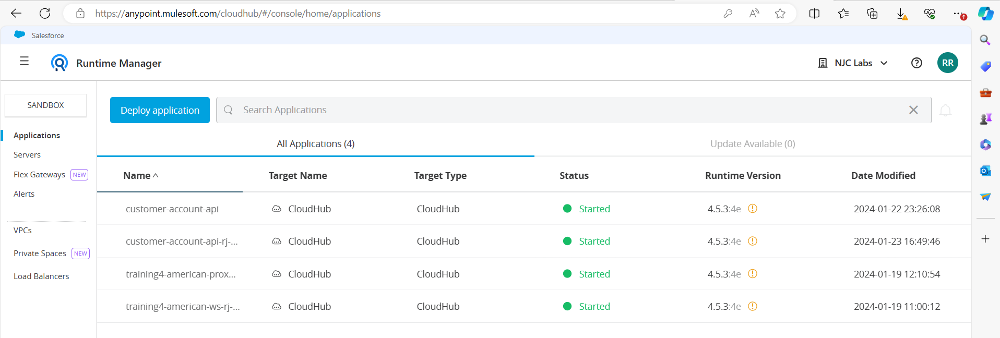 https://anypoint.mulesoft.com/cloudhub/#/console/home/applications
Salesforce
Runtime Manager
NJC Labs
RR
SANDBOX
Applications
Servers
Flex Gateways NEW
Alerts
VPCs
Private Spaces NEW
Load Balancers
Deploy application
Search Applications
All Applications (4)
Update Available (0)
Name Target Name Target Type Status Runtime Version Date Modified
customer-account-api CloudHub CloudHub Started 4.5.3:4e 2024-01-22 23:26:08
customer-account-api-rj-... CloudHub CloudHub Started 4.5.3:4e 2024-01-23 16:49:46
training4-american-prox... CloudHub CloudHub Started 4.5.3:4e 2024-01-19 12:10:54
training4-american-ws-rj-... CloudHub CloudHub Started 4.5.3:4e 2024-01-19 11:00:12